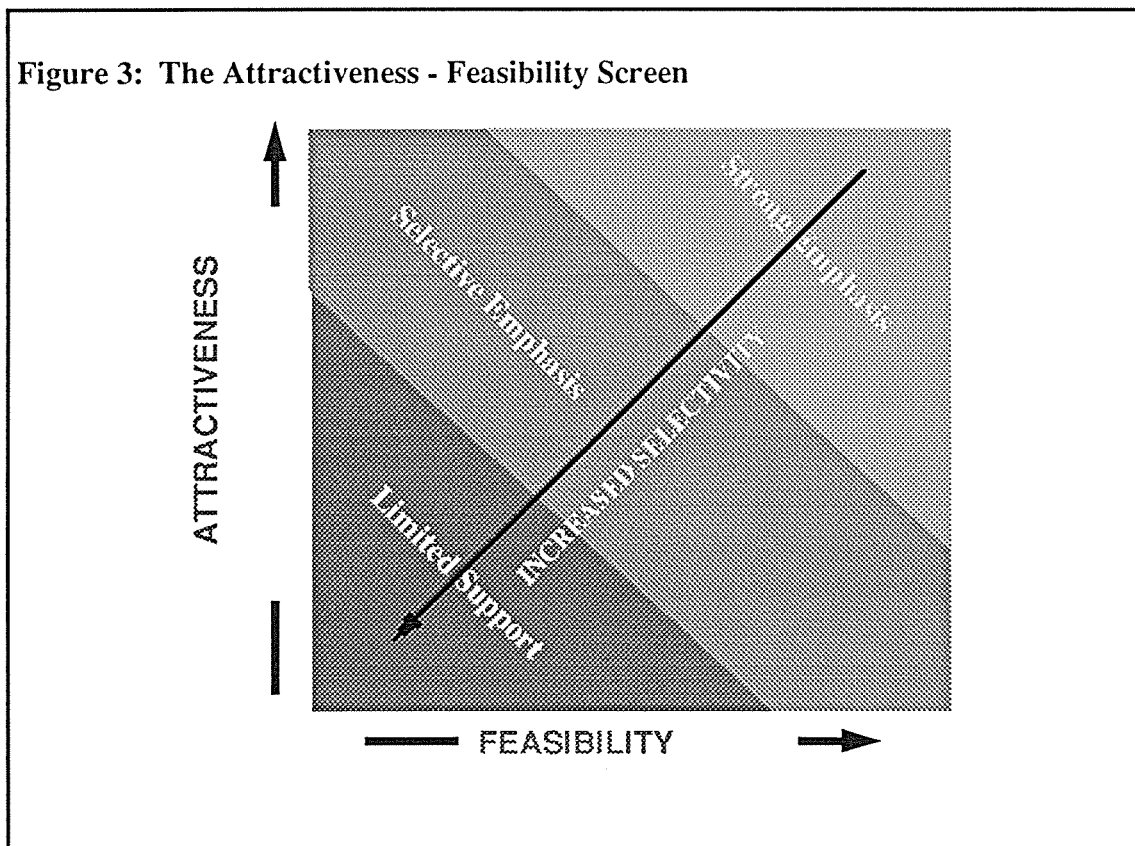 Figure 3: The Attractiveness - Feasibility Screen
ATTRACTIVENESS
Selective Emphasis
Strong Emphasis
INCREASED SELECTIVITY
Limited Support
FEASIBILITY